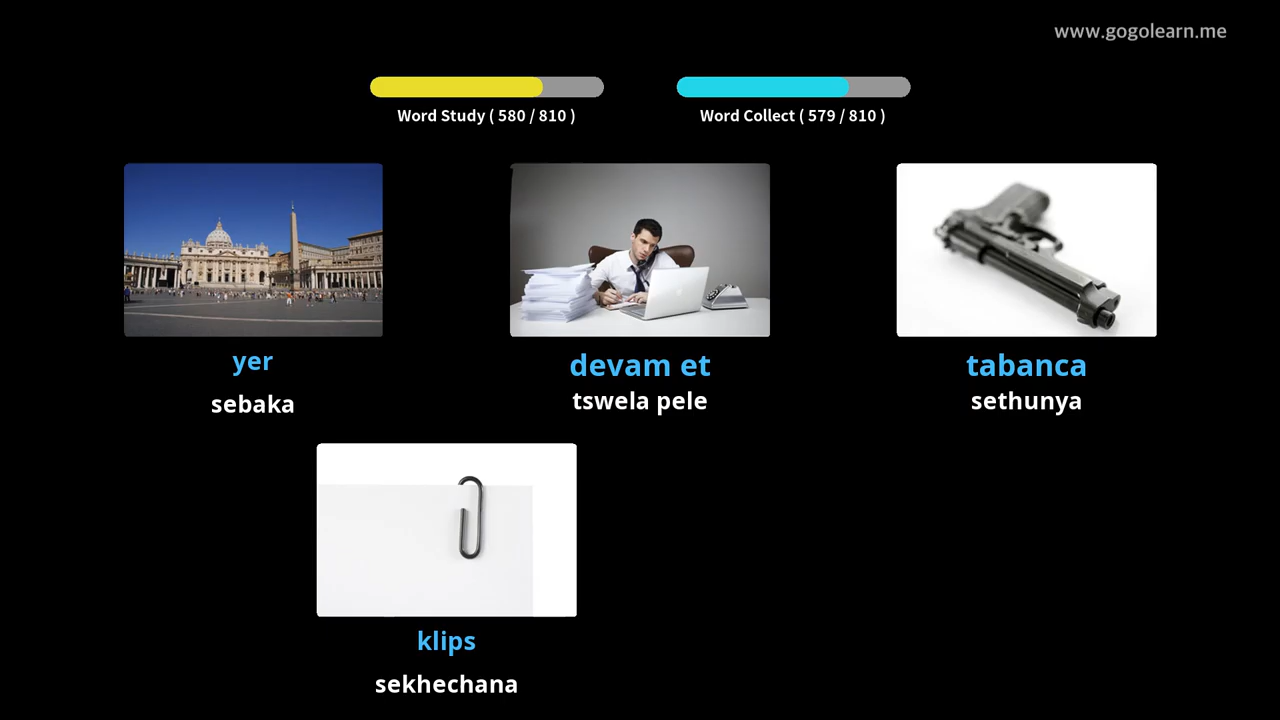 www.gogolearn.me
Word Study ( 580 / 810 )
Word Collect ( 579 / 810 )
yer
sebaka
devam et
tswela pele
tabanca
sethunya
klips
sekhechana